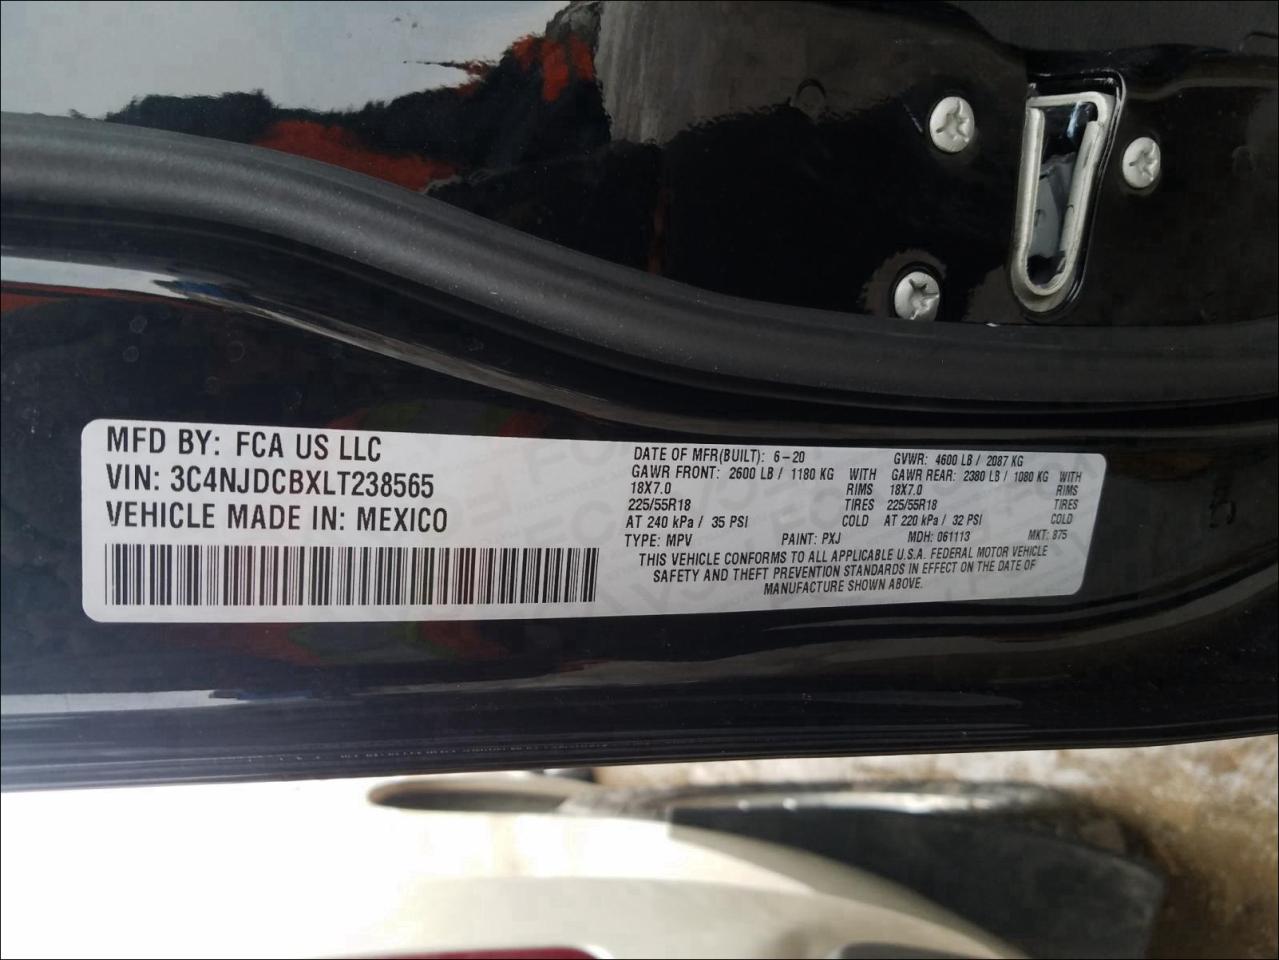 MFD BY: FCA US LLC
VIN: 3C4NJDCBXLT238565
VEHICLE MADE IN: MEXICO
DATE OF MFR(BUILT): 6-20 GVWR: 4600 LB / 2087 KG
GAWR FRONT: 2600 LB / 1180 KG WITH GAWR REAR: 2380 LB / 1080 KG WITH
18X7.0 RIMS 18X7.0 RIMS
225/55R18 TIRES 225/55R18 TIRES
AT 240 kPa / 35 PSI COLD AT 220 kPa / 32 PSI COLD
TYPE: MPV PAINT: PXJ MDH: 061113 MKT: 875
THIS VEHICLE CONFORMS TO ALL APPLICABLE U.S.A. FEDERAL MOTOR VEHICLE
SAFETY AND THEFT PREVENTION STANDARDS IN EFFECT ON THE DATE OF
MANUFACTURE SHOWN ABOVE.